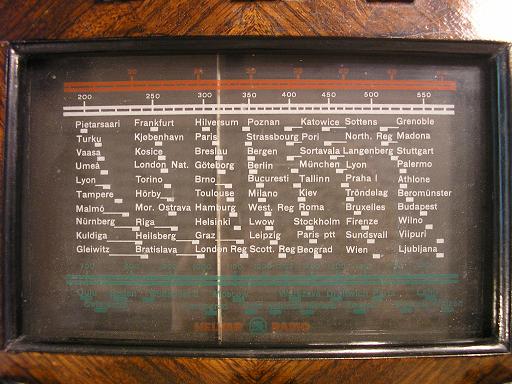 200 250 300 350 400 450 500 550
Pietarsaari Frankfurt Hilversum Poznan Katowice Sottens Grenoble
Turku Kjøbenhavn Paris Strassbourg Pori North. Reg Madona
Vaasa Kosice Breslau Bergen Sortavala Langenberg Stuttgart
Umeå London Nat. Göteborg Berlin München Lyon Palermo
Lyon Torino Brno Bucuresti Tallinn Praha I Athlone
Tampere Hörby Toulouse Milano Kiev Tröndelag Beromünster
Malmö Mor. Ostrava Hamburg West. Reg Roma Bruxelles Budapest
Nürnberg Riga Helsinki Lwow Stockholm Firenze Wilno
Kuldiga Heilsberg Graz Leipzig Paris ptt Sundsvall Viipuri
Gleiwitz Bratislava London Reg Scott. Reg Beograd Wien Ljubljana
HELVAR RADIO